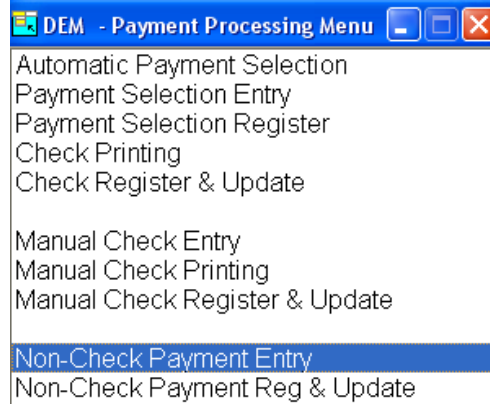 DEM - Payment Processing Menu
Automatic Payment Selection
Payment Selection Entry
Payment Selection Register
Check Printing
Check Register & Update
Manual Check Entry
Manual Check Printing
Manual Check Register & Update
Non-Check Payment Entry
Non-Check Payment Reg & Update